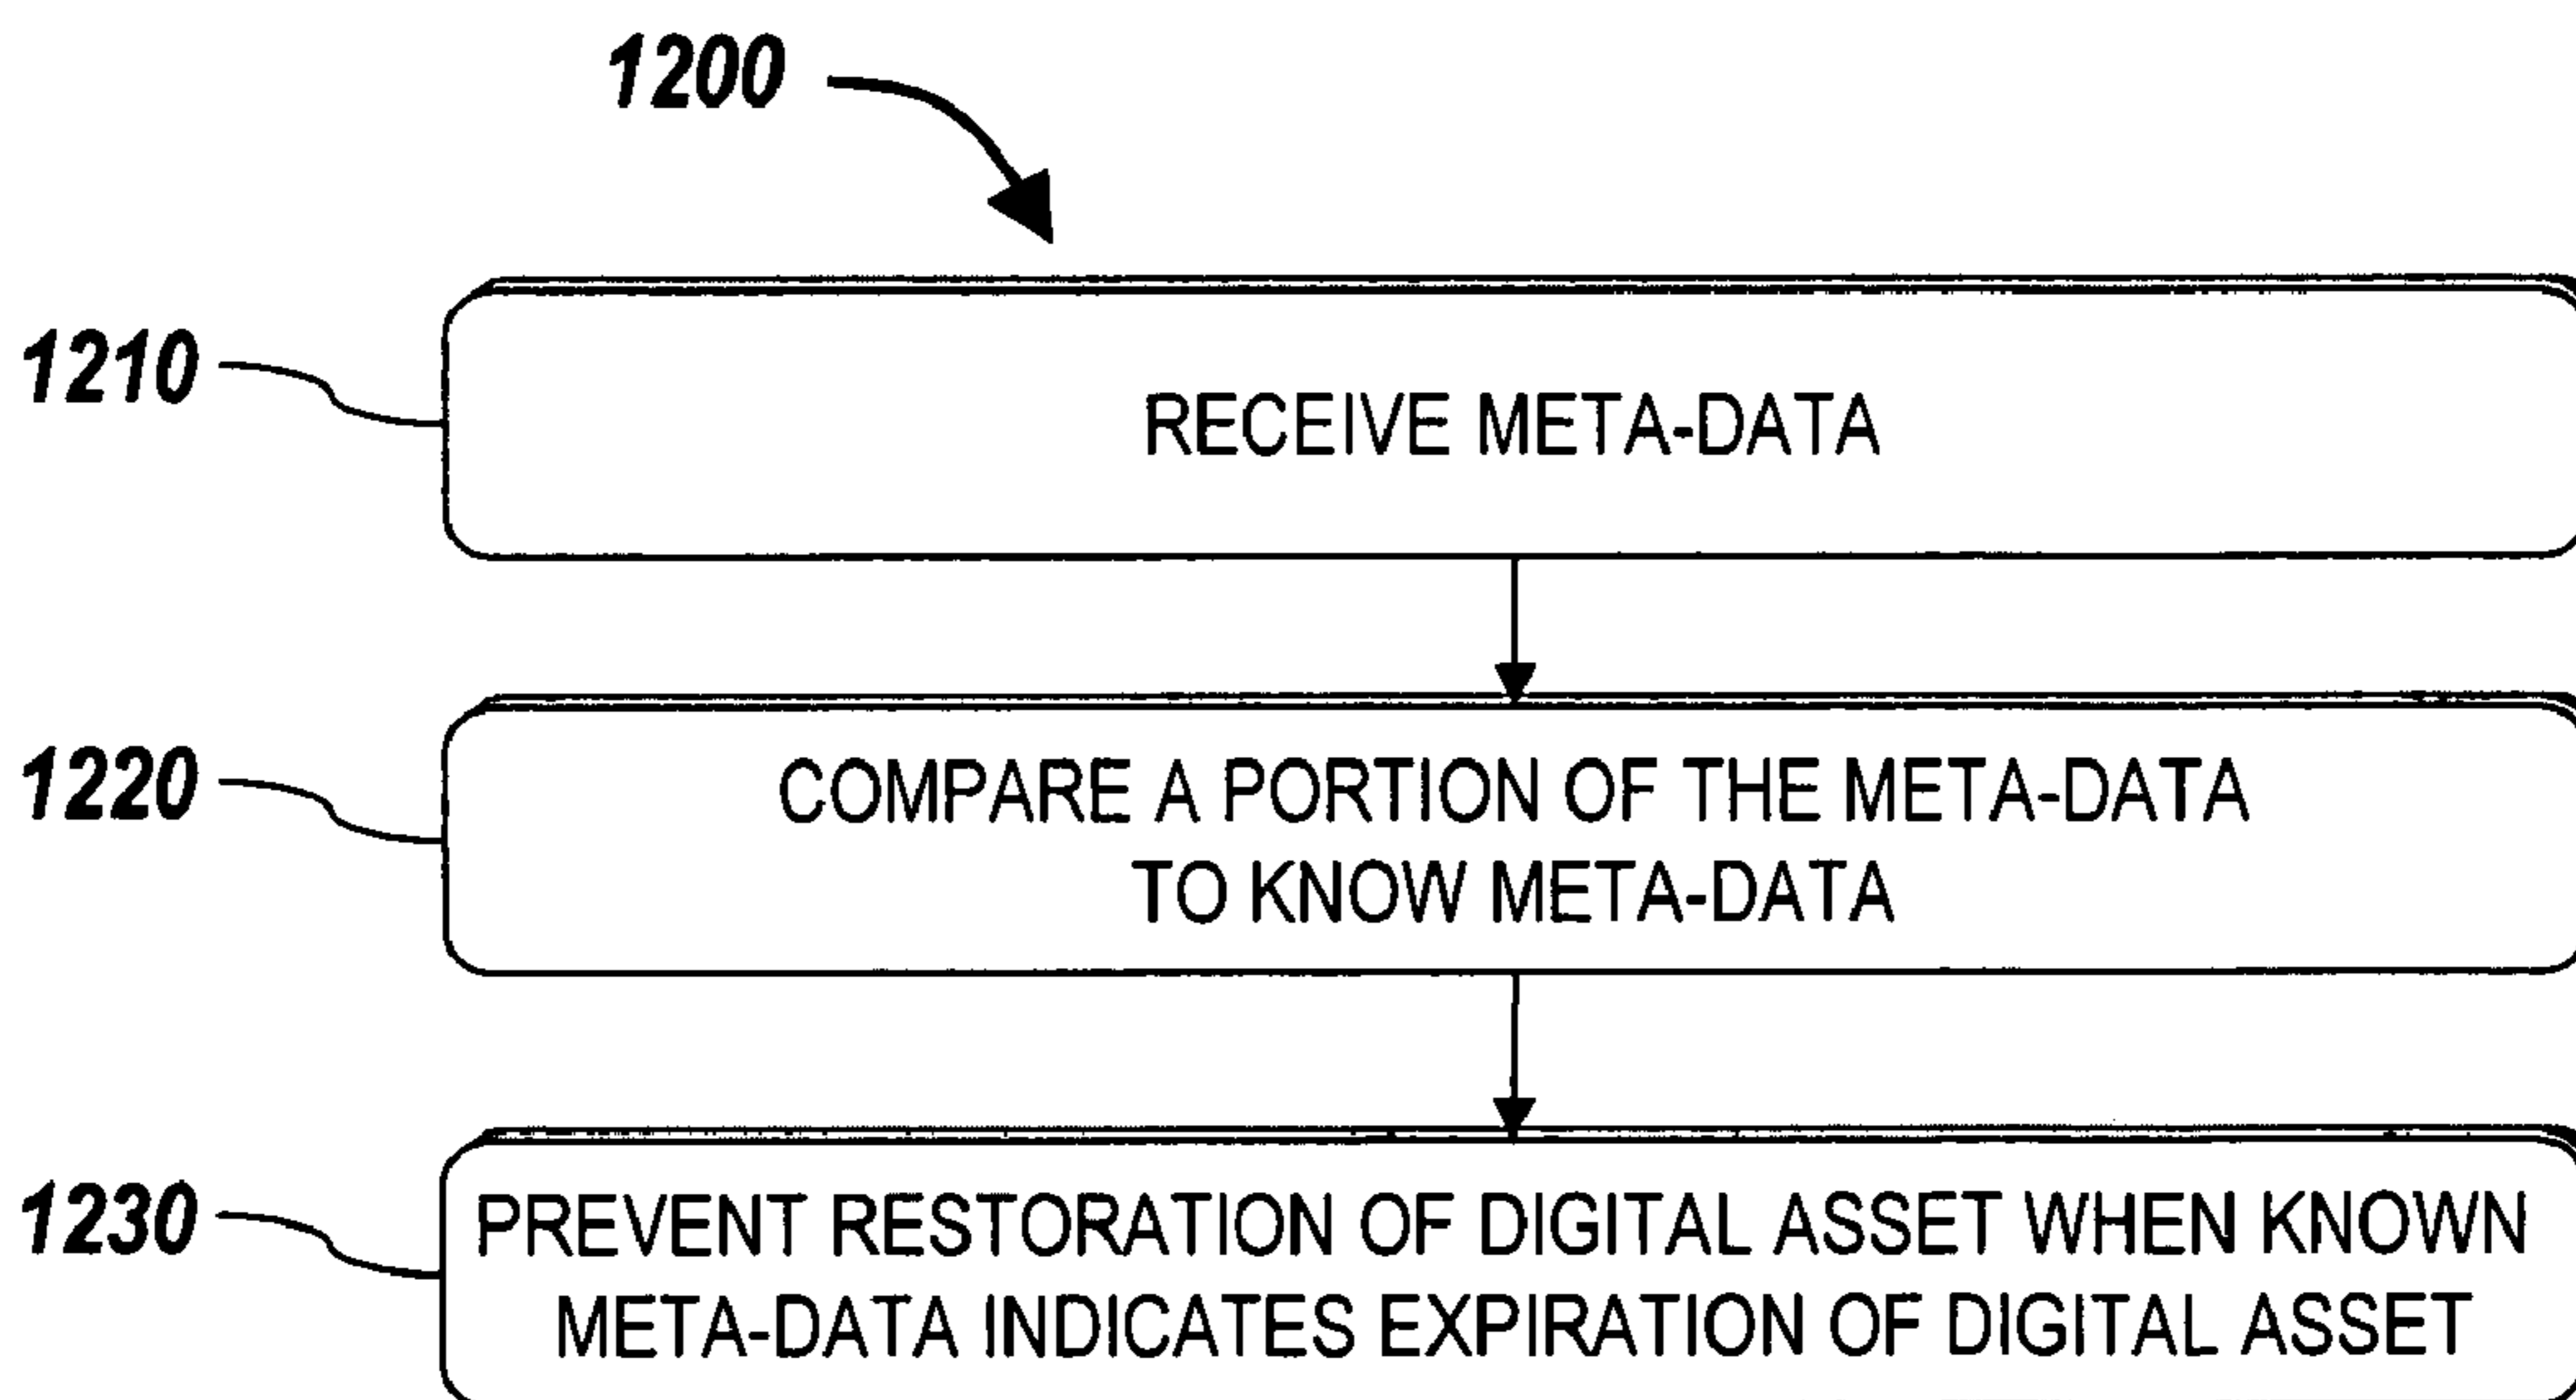 1200
1210
RECEIVE META-DATA
1220
COMPARE A PORTION OF THE META-DATA
TO KNOW META-DATA
1230
PREVENT RESTORATION OF DIGITAL ASSET WHEN KNOWN
META-DATA INDICATES EXPIRATION OF DIGITAL ASSET